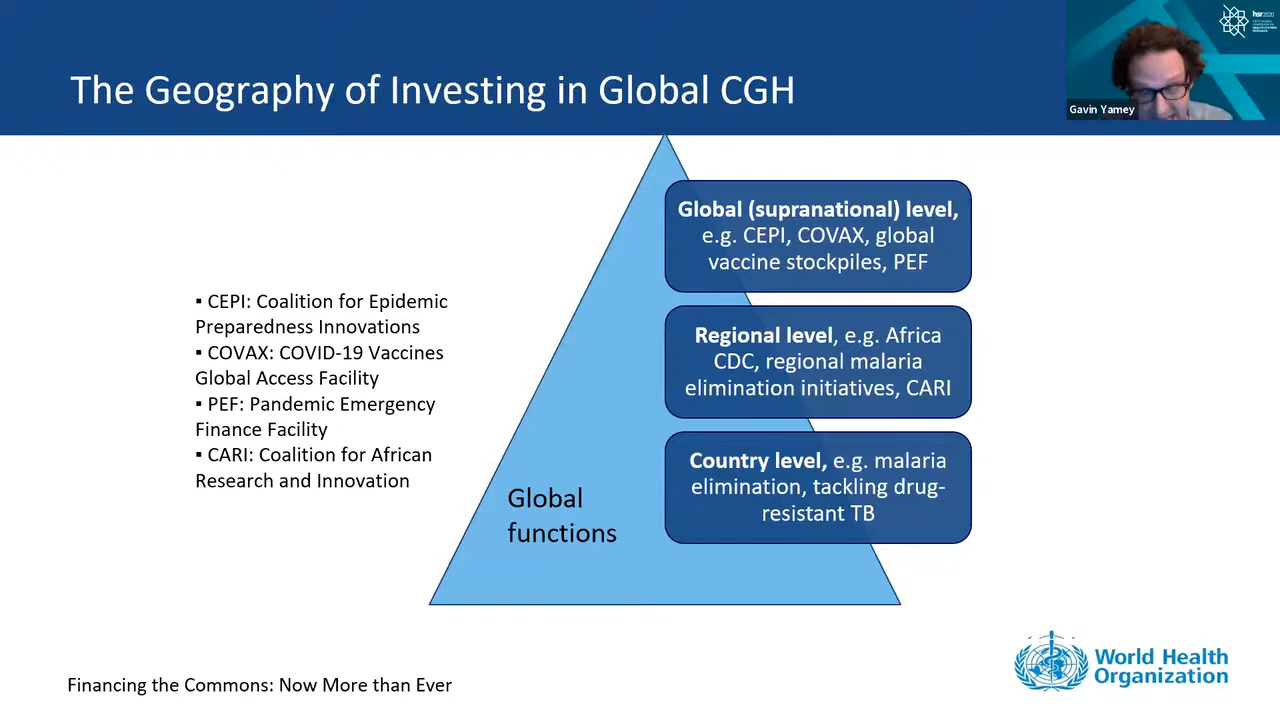 The Geography of Investing in Global CGH
hsr2020
Gavin Yamey
Global (supranational) level,
e.g. CEPI, COVAX, global
vaccine stockpiles, PEF
Regional level, e.g. Africa
CDC, regional malaria
elimination initiatives, CARI
Country level, e.g. malaria
elimination, tackling drug-
resistant TB
▪ CEPI: Coalition for Epidemic
Preparedness Innovations
▪ COVAX: COVID-19 Vaccines
Global Access Facility
▪ PEF: Pandemic Emergency
Finance Facility
▪ CARI: Coalition for African
Research and Innovation
Global
functions
World Health
Organization
Financing the Commons: Now More than Ever